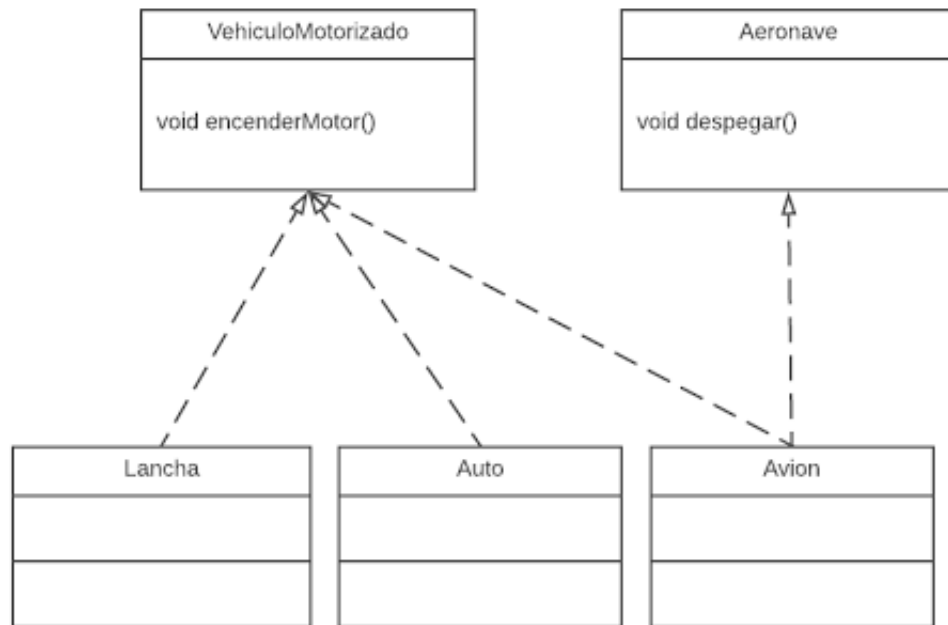 VehiculoMotorizado
void encenderMotor()
Aeronave
void despegar()
Lancha
Auto
Avion